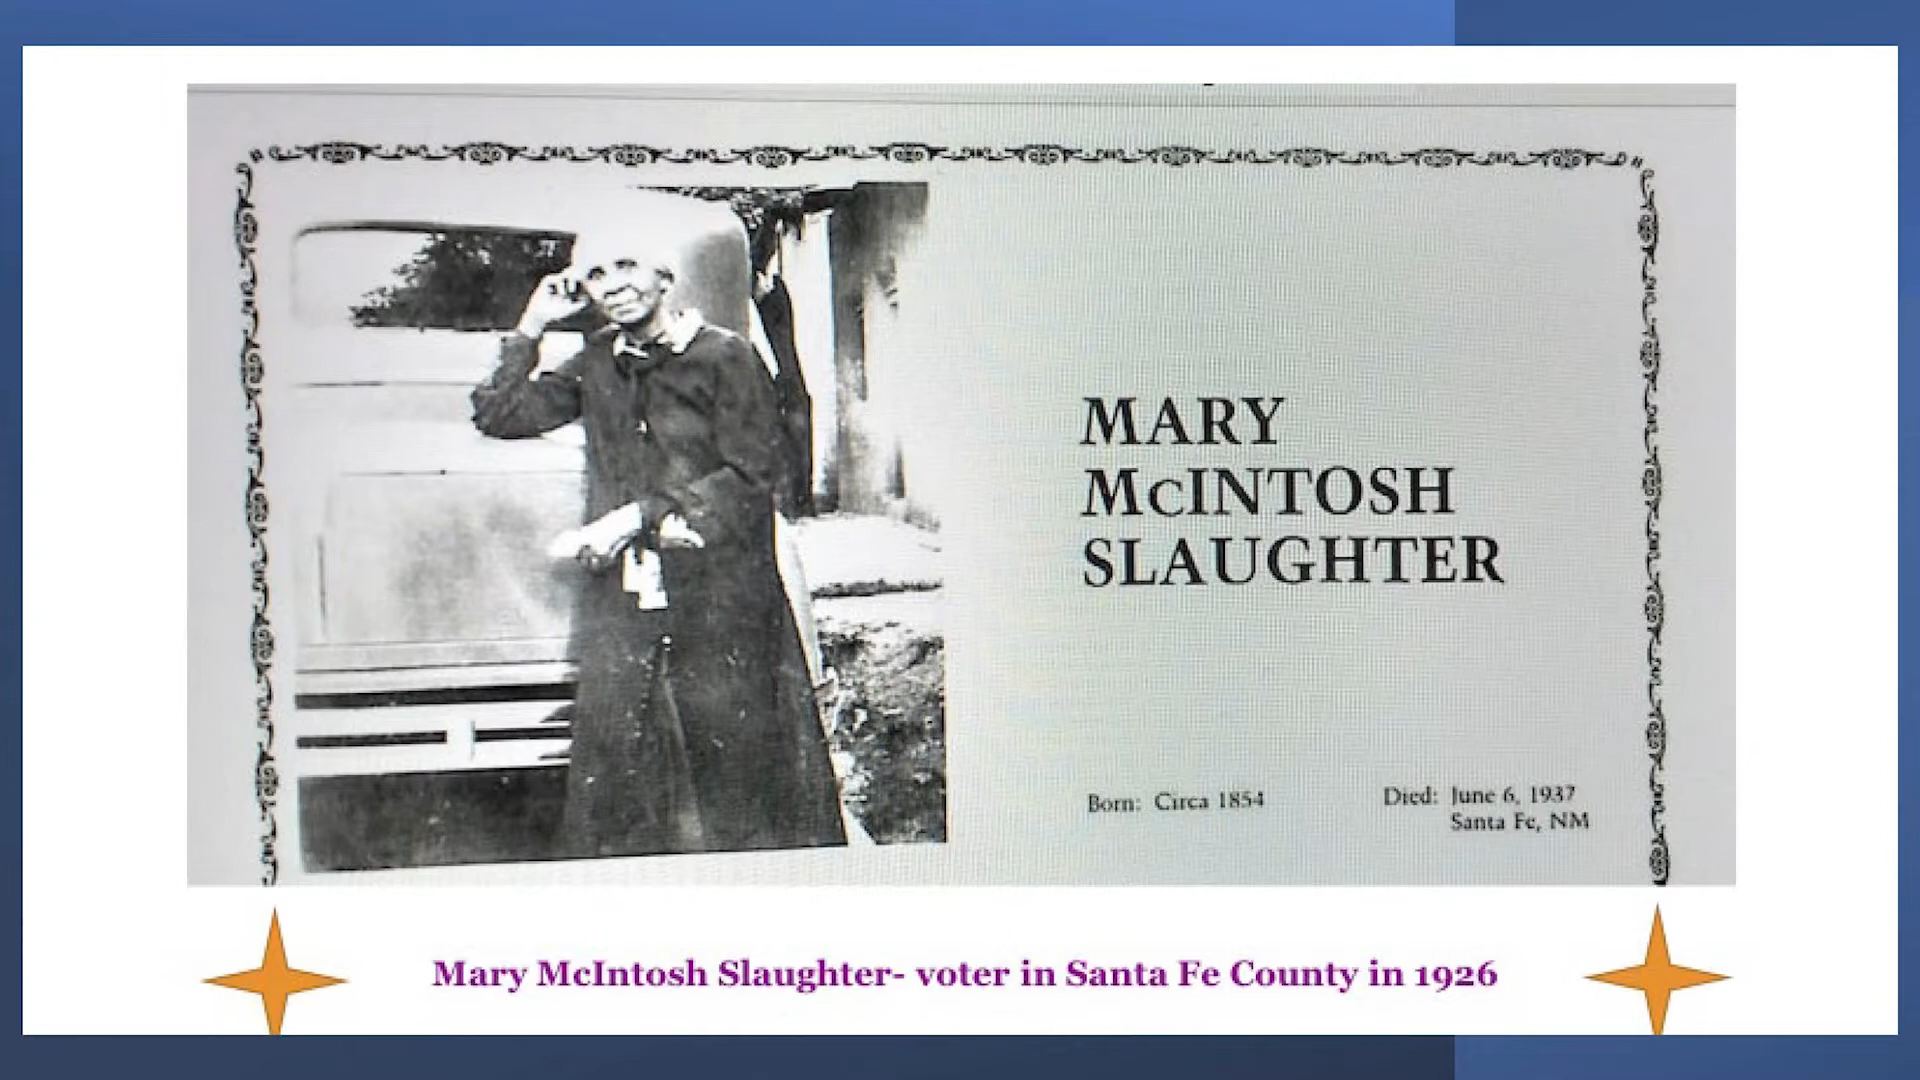 MARY
McINTOSH
SLAUGHTER
Born: Circa 1854
Died: June 6, 1937
Santa Fe, NM
Mary McIntosh Slaughter- voter in Santa Fe County in 1926